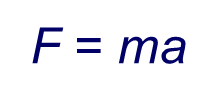 F = ma